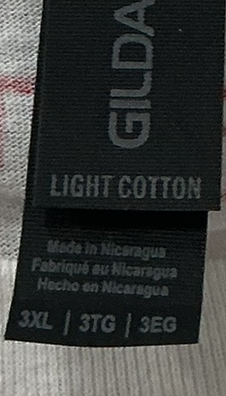 GILDA
LIGHT COTTON
Made in Nicaragua
Fabriqué au Nicaragua
Hecho en Nicaragua
3XL | 3TG | 3EG